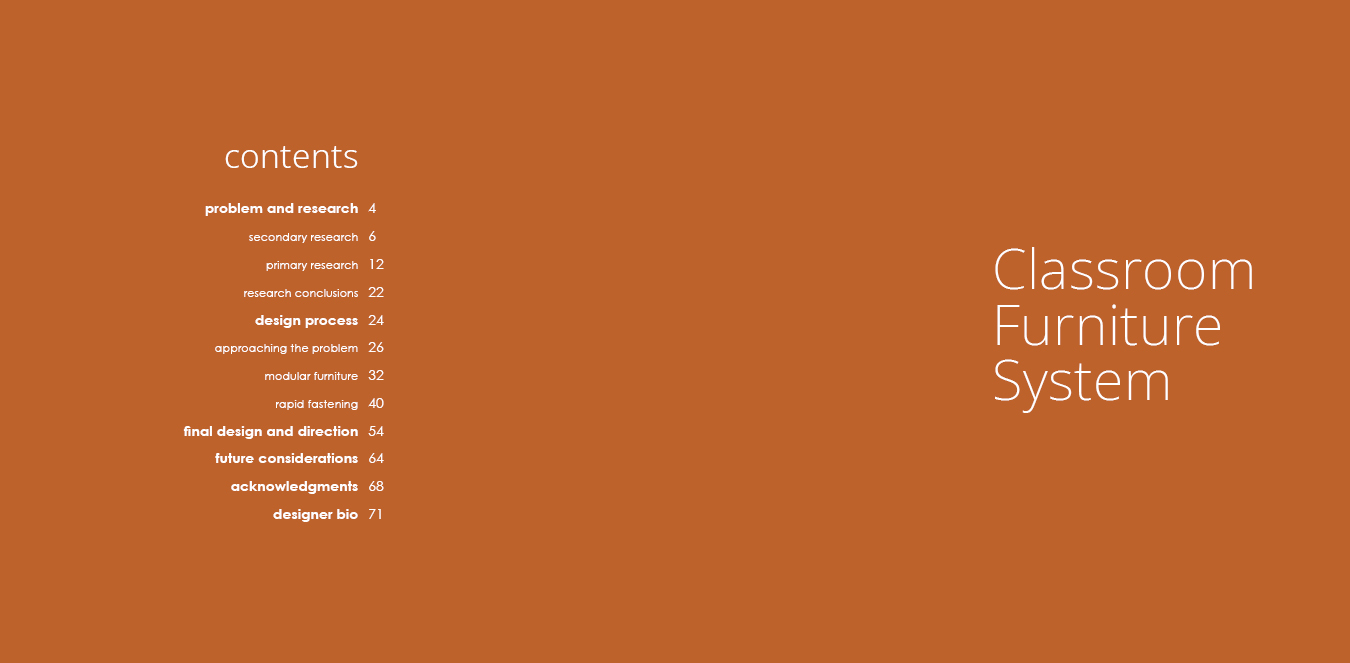 contents
problem and research 4
secondary research 6
primary research 12
research conclusions 22
design process 24
approaching the problem 26
modular furniture 32
rapid fastening 40
final design and direction 54
future considerations 64
acknowledgments 68
designer bio 71
Classroom
Furniture
System